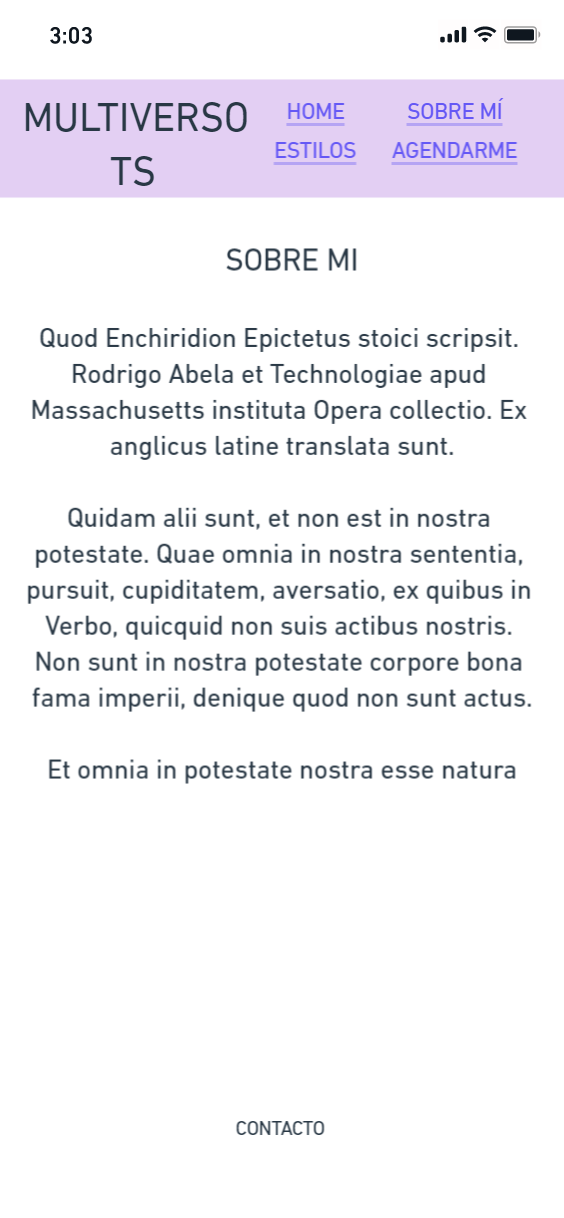 3:03
MULTIVERSO
TS
HOME
SOBRE MÍ
ESTILOS
AGENDARME
SOBRE MI
Quod Enchiridion Epictetus stoici scripsit.
Rodrigo Abela et Technologiae apud
Massachusetts instituta Opera collectio. Ex
anglicus latine translata sunt.
Quidam alii sunt, et non est in nostra
potestate. Quae omnia in nostra sententia,
pursuit, cupiditatem, aversatio, ex quibus in
Verbo, quicquid non suis actibus nostris.
Non sunt in nostra potestate corpore bona
fama imperii, denique quod non sunt actus.
Et omnia in potestate nostra esse natura
CONTACTO